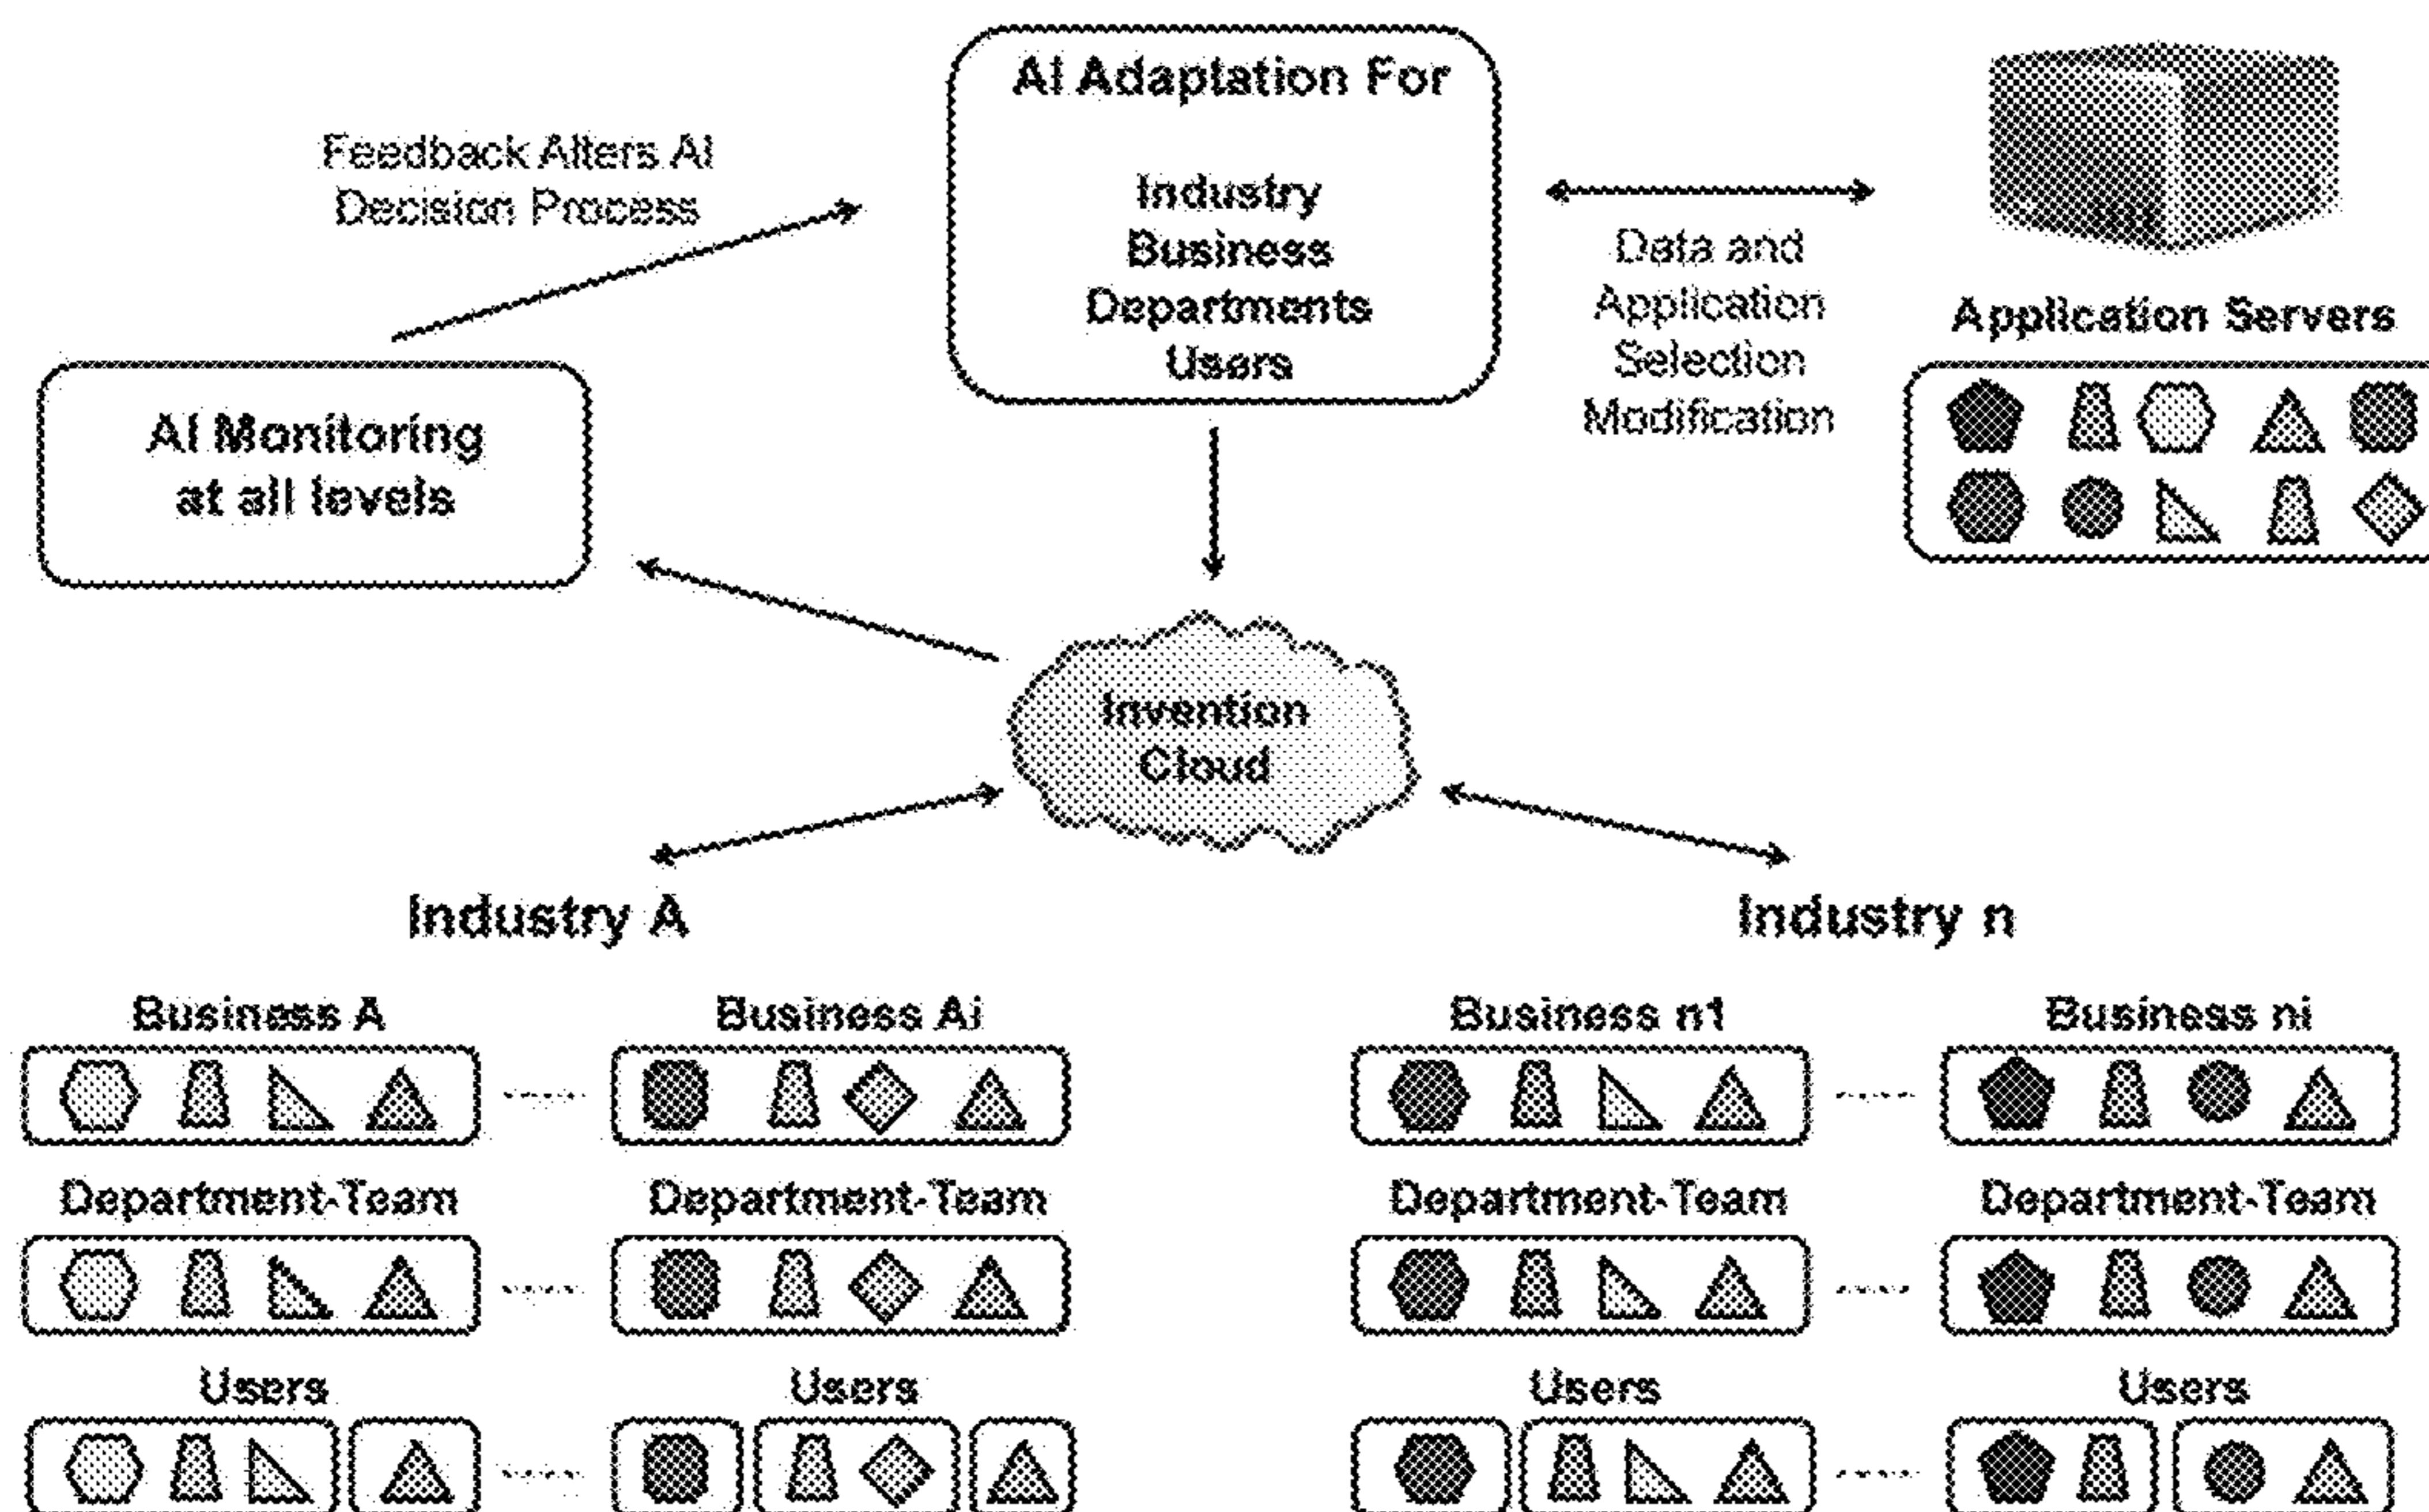 AI Adaptation For
Industry
Business
Departments
Users
Feedback Alters AI
Decision Process
Data and
Application
Selection
Modification
Application Servers
AI Monitoring
at all levels
Invention
Cloud
Industry A
Industry n
Business A
Business Ai
Business n1
Business ni
Department-Team
Department-Team
Department-Team
Department-Team
Users
Users
Users
Users